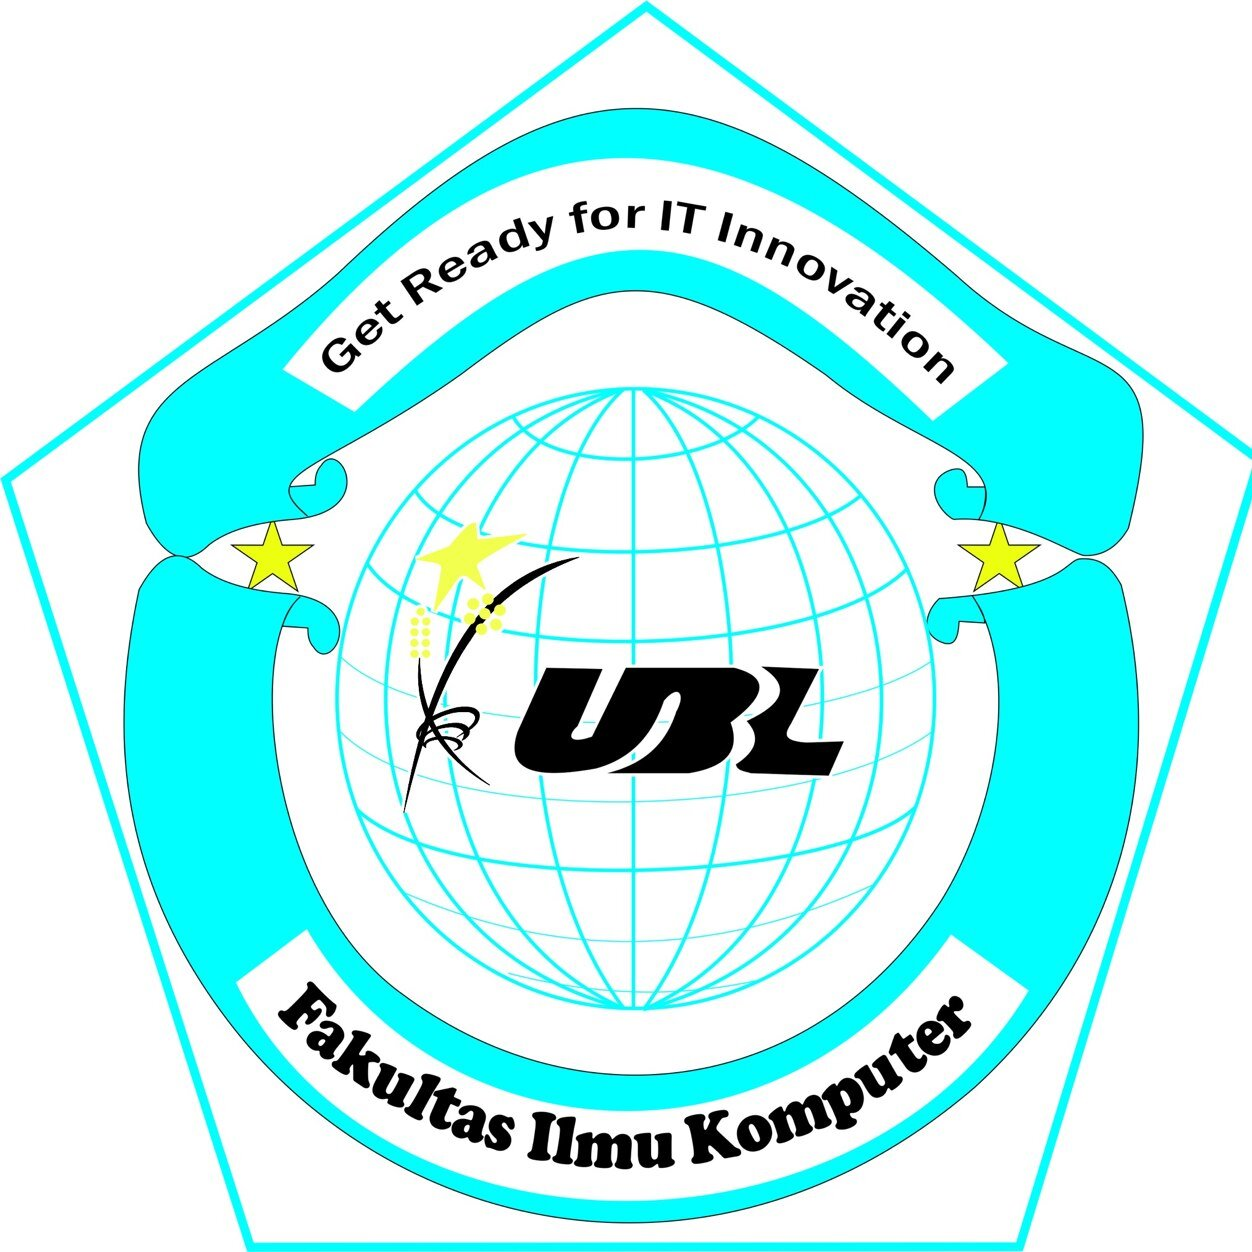 Get Ready for IT Innovation
UBL
Fakultas Ilmu Komputer